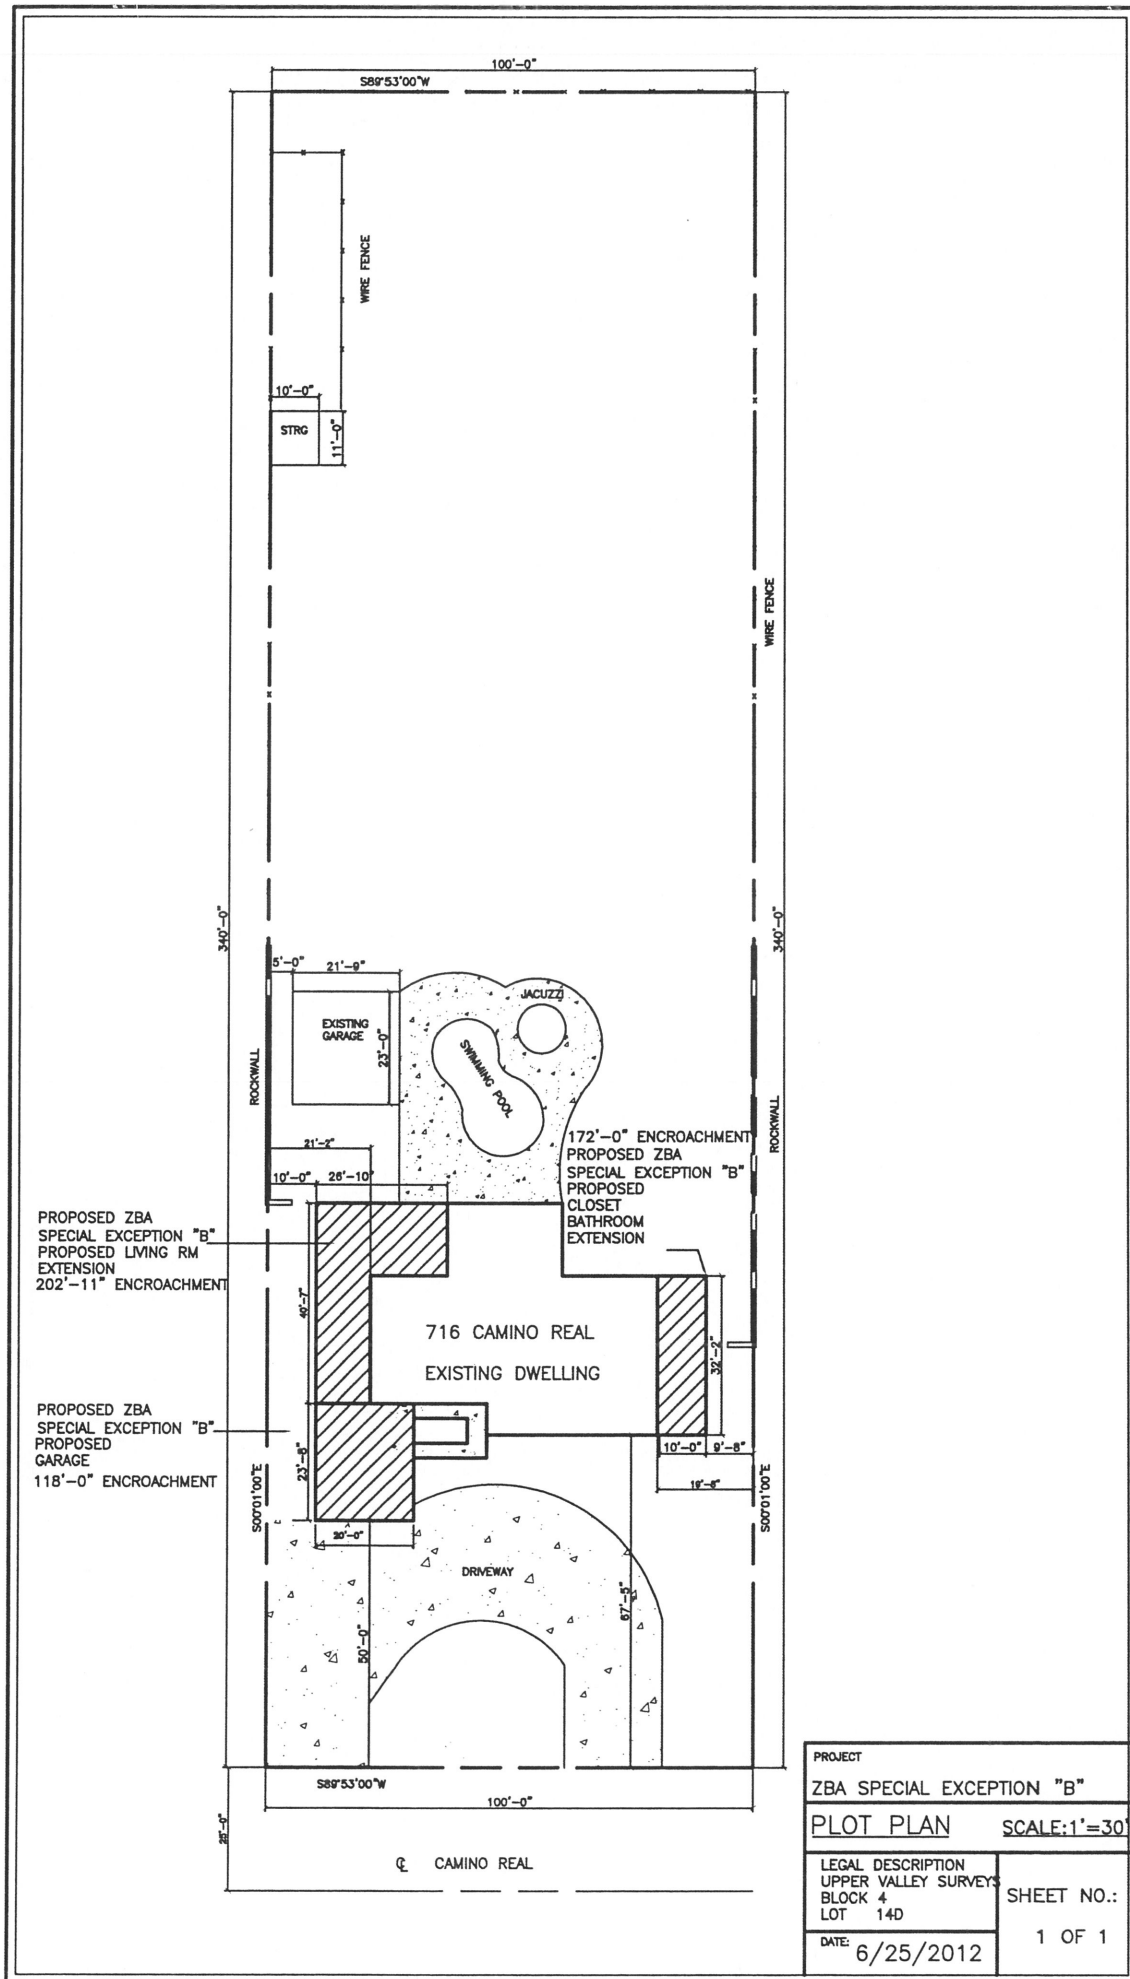 100'-0"
S89°53'00"W
WIRE FENCE
10'-0"
STRG
11'-0"
WIRE FENCE
340'-0"
340'-0"
5'-0"
21'-9"
JACUZZI
EXISTING
GARAGE
23'-0"
SWIMMING POOL
ROCKWALL
ROCKWALL
21'-2"
10'-0"
26'-10"
172'-0" ENCROACHMENT
PROPOSED ZBA
SPECIAL EXCEPTION "B"
PROPOSED
CLOSET
BATHROOM
EXTENSION
PROPOSED ZBA
SPECIAL EXCEPTION "B"
PROPOSED LIVING RM
EXTENSION
202'-11" ENCROACHMENT
40'-7"
716 CAMINO REAL
EXISTING DWELLING
32'-2"
PROPOSED ZBA
SPECIAL EXCEPTION "B"
PROPOSED
GARAGE
118'-0" ENCROACHMENT
23'-8"
10'-0"
9'-8"
S00°01'00"E
S00°01'00"E
20'-0"
DRIVEWAY
67'-5"
50'-0"
S89°53'00"W
100'-0"
25'-0"
℄ CAMINO REAL
PROJECT
ZBA SPECIAL EXCEPTION "B"
PLOT PLAN
SCALE:1'=30'
LEGAL DESCRIPTION
UPPER VALLEY SURVEYS
BLOCK 4
LOT 14D
SHEET NO.:
1 OF 1
DATE: 6/25/2012